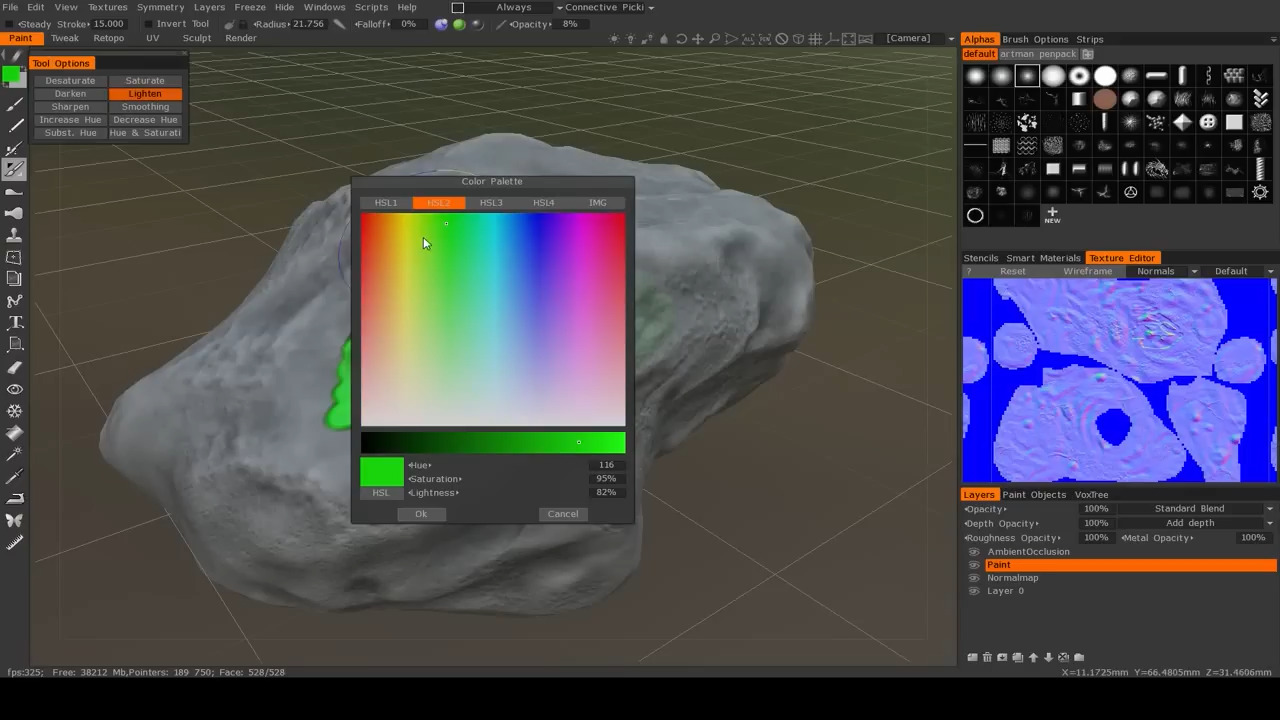 File Edit View Textures Symmetry Layers Freeze Hide Windows Scripts Help Always Connective Picki
Steady Stroke 15.000 Invert Tool Radius 21.756 Falloff 0% Opacity 8%
Paint Tweak Retopo UV Sculpt Render [Camera]
Tool Options
Desaturate Saturate
Darken Lighten
Sharpen Smoothing
Increase Hue Decrease Hue
Subst. Hue Hue & Saturati
Color Palette
HSL1 HSL2 HSL3 HSL4 IMG
Hue 116
Saturation 95%
HSL Lightness 82%
Ok Cancel
Alphas Brush Options Strips
default artman penpack
NEW
Stencils Smart Materials Texture Editor
? Reset Wireframe Normals Default
Layers Paint Objects VoxTree
Opacity 100% Standard Blend
Depth Opacity 100% Add depth
Roughness Opacity 100% Metal Opacity 100%
AmbientOcclusion
Paint
Normalmap
Layer 0
fps:325; Free: 38212 Mb,Pointers: 189 750; Face: 528/528 X=11.1725mm Y=66.4805mm Z=31.4606mm